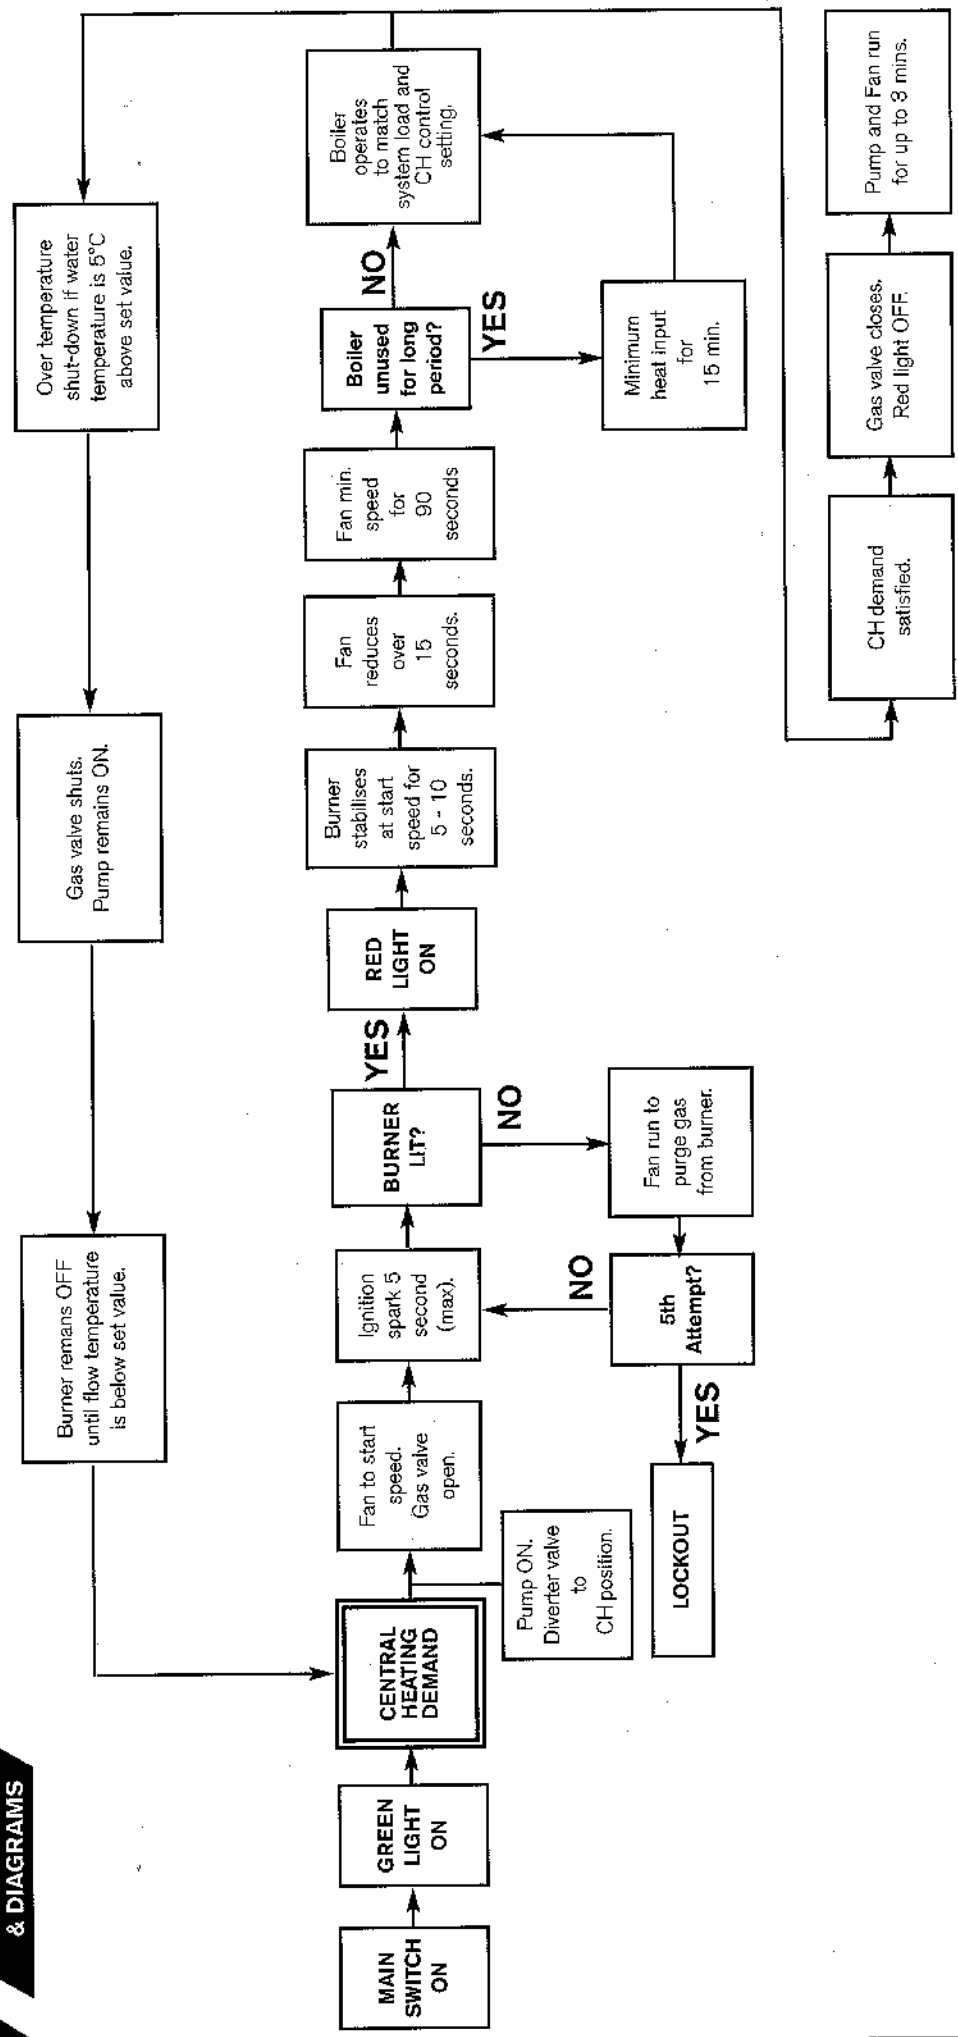 & DIAGRAMS
MAIN
SWITCH
ON
GREEN
LIGHT
ON
CENTRAL
HEATING
DEMAND
Pump ON.
Diverter valve
to
CH position.
Fan to start
speed.
Gas valve
open.
Ignition
spark 5
second
(max).
BURNER
LIT?
YES
NO
Fan run to
purge gas
from burner.
5th
Attempt?
NO
YES
LOCKOUT
RED
LIGHT
ON
Burner
stabilises
at start
speed for
5 - 10
seconds.
Fan
reduces
over
15
seconds.
Fan min.
speed
for
90
seconds
Boiler
unused
for long
period?
NO
YES
Minimum
heat input
for
15 min.
Boiler
operates
to match
system load and
CH control
setting.
Over temperature
shut-down if water
temperature is 5°C
above set value.
Gas valve shuts.
Pump remains ON.
Burner remans OFF
until flow temperature
is below set value.
CH demand
satisfied.
Gas valve closes.
Red light OFF.
Pump and Fan run
for up to 3 mins.